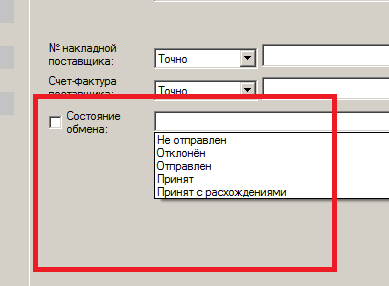 № накладной
поставщика:
Точно
Счет-фактура
поставщика:
Точно
Состояние
обмена:
Не отправлен
Отклонён
Отправлен
Принят
Принят с расхождениями